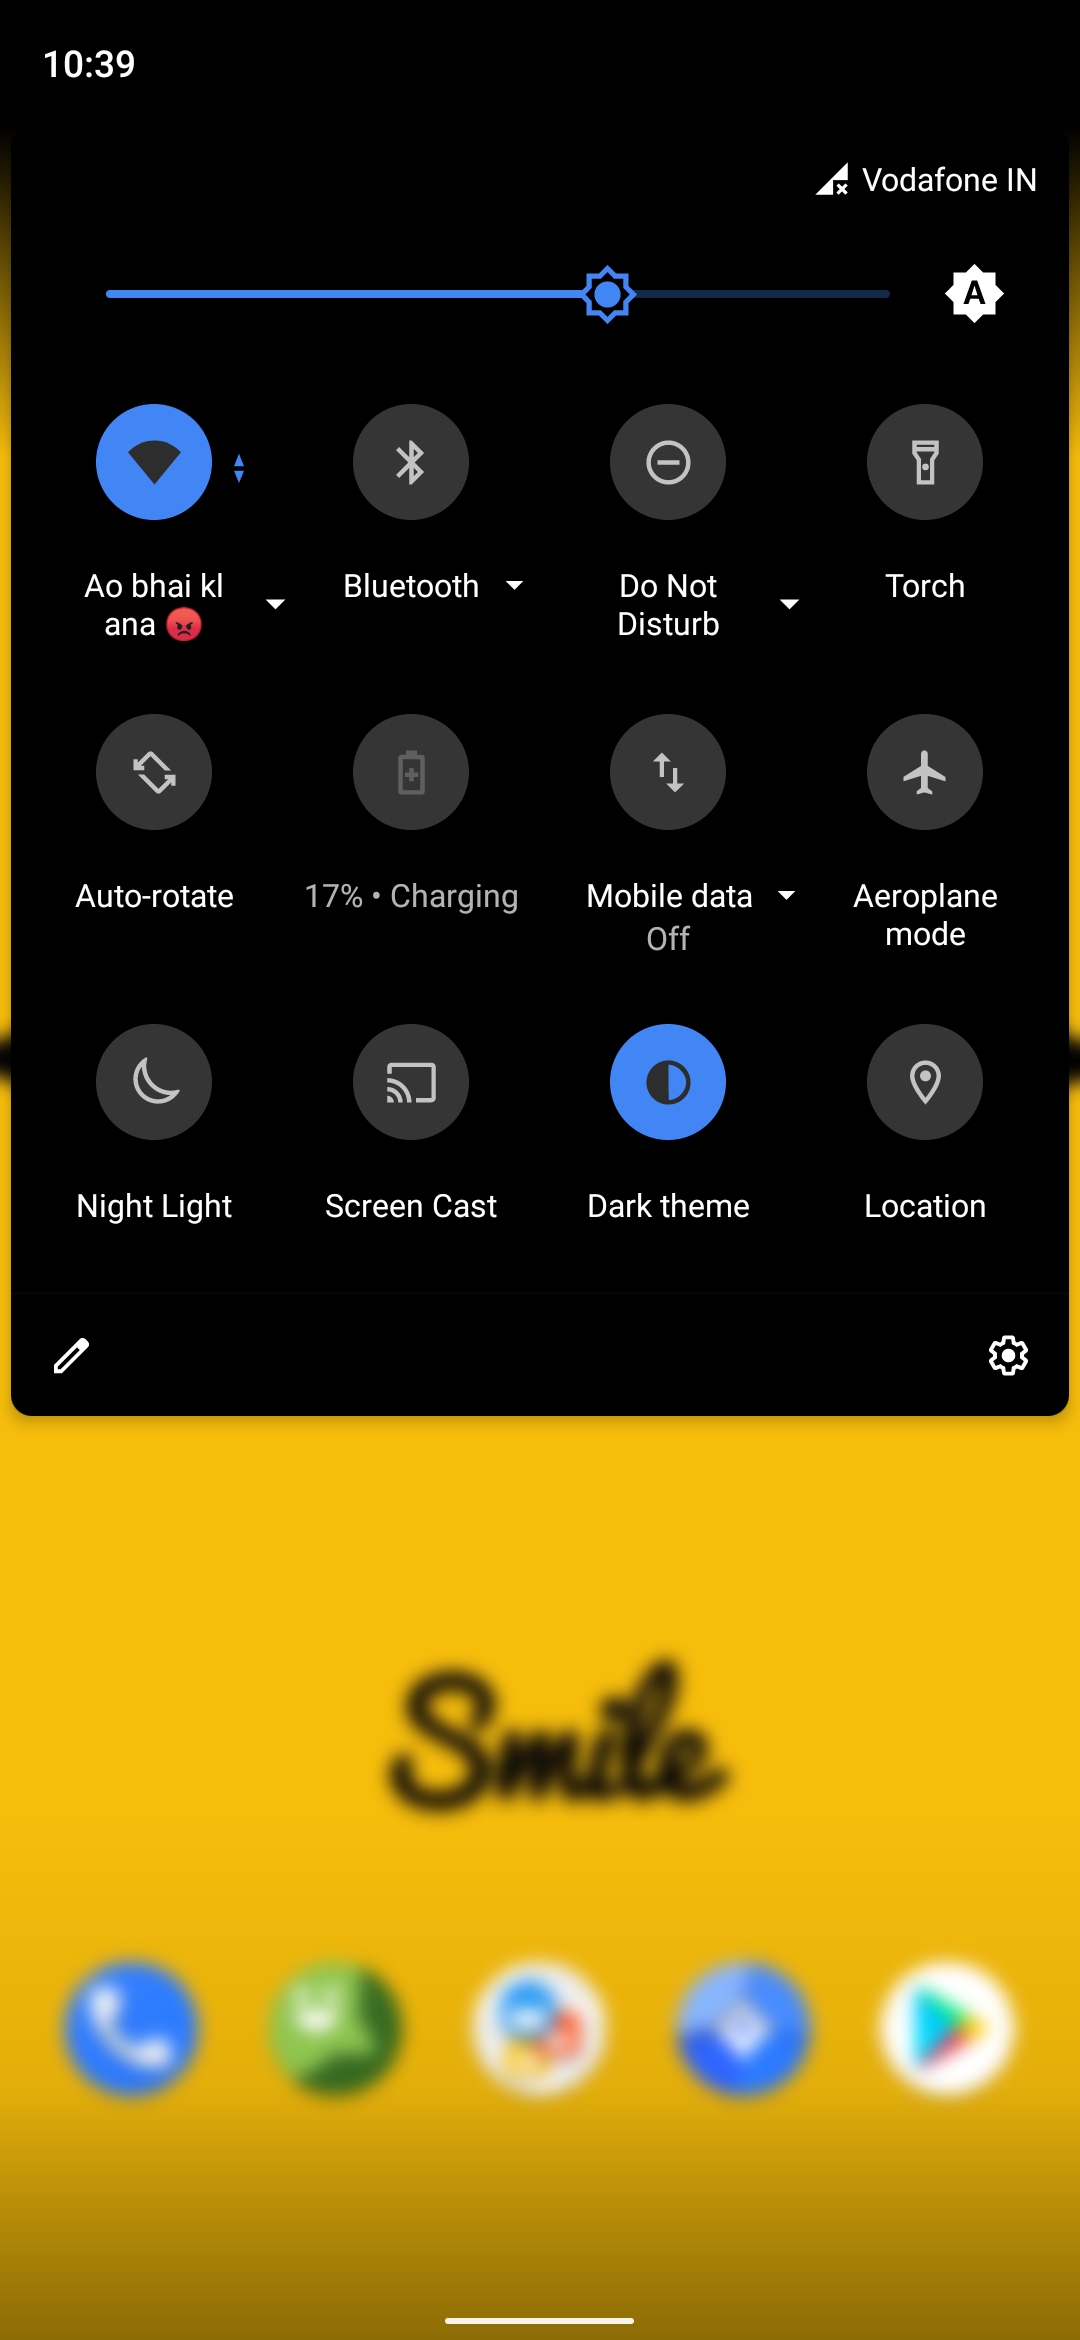 10:39
Vodafone IN
A
Ao bhai kl
ana 😡
Bluetooth
Do Not
Disturb
Torch
Auto-rotate
17% • Charging
Mobile data
Off
Aeroplane
mode
Night Light
Screen Cast
Dark theme
Location
Smile